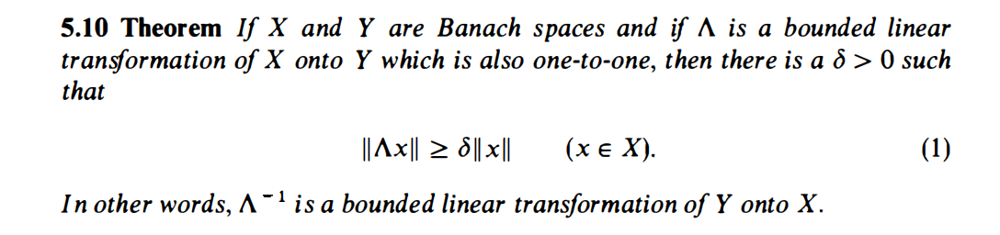 5.10 Theorem If X and Y are Banach spaces and if Λ is a bounded linear
transformation of X onto Y which is also one-to-one, then there is a δ > 0 such
that
‖Λx‖ ≥ δ‖x‖ (x ∈ X). (1)
In other words, Λ⁻¹ is a bounded linear transformation of Y onto X.